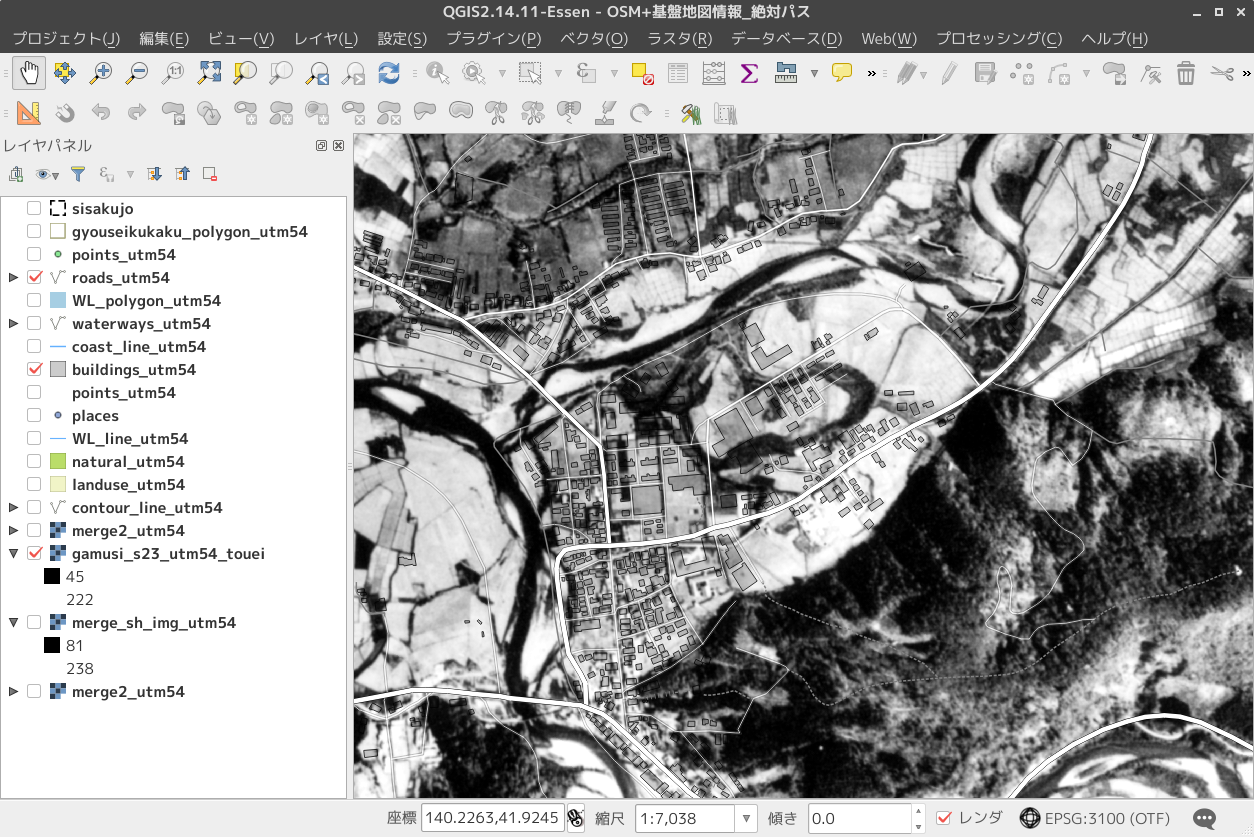 QGIS2.14.11-Essen - OSM+基盤地図情報_絶対パス
プロジェクト(J) 編集(E) ビュー(V) レイヤ(L) 設定(S) プラグイン(P) ベクタ(O) ラスタ(R) データベース(D) Web(W) プロセッシング(C) ヘルプ(H)
レイヤパネル
sisakujo
gyouseikukaku_polygon_utm54
points_utm54
roads_utm54
WL_polygon_utm54
waterways_utm54
coast_line_utm54
buildings_utm54
points_utm54
places
WL_line_utm54
natural_utm54
landuse_utm54
contour_line_utm54
merge2_utm54
gamusi_s23_utm54_touei
45
222
merge_sh_img_utm54
81
238
merge2_utm54
座標 140.2263,41.9245 縮尺 1:7,038 傾き 0.0 レンダ EPSG:3100 (OTF)